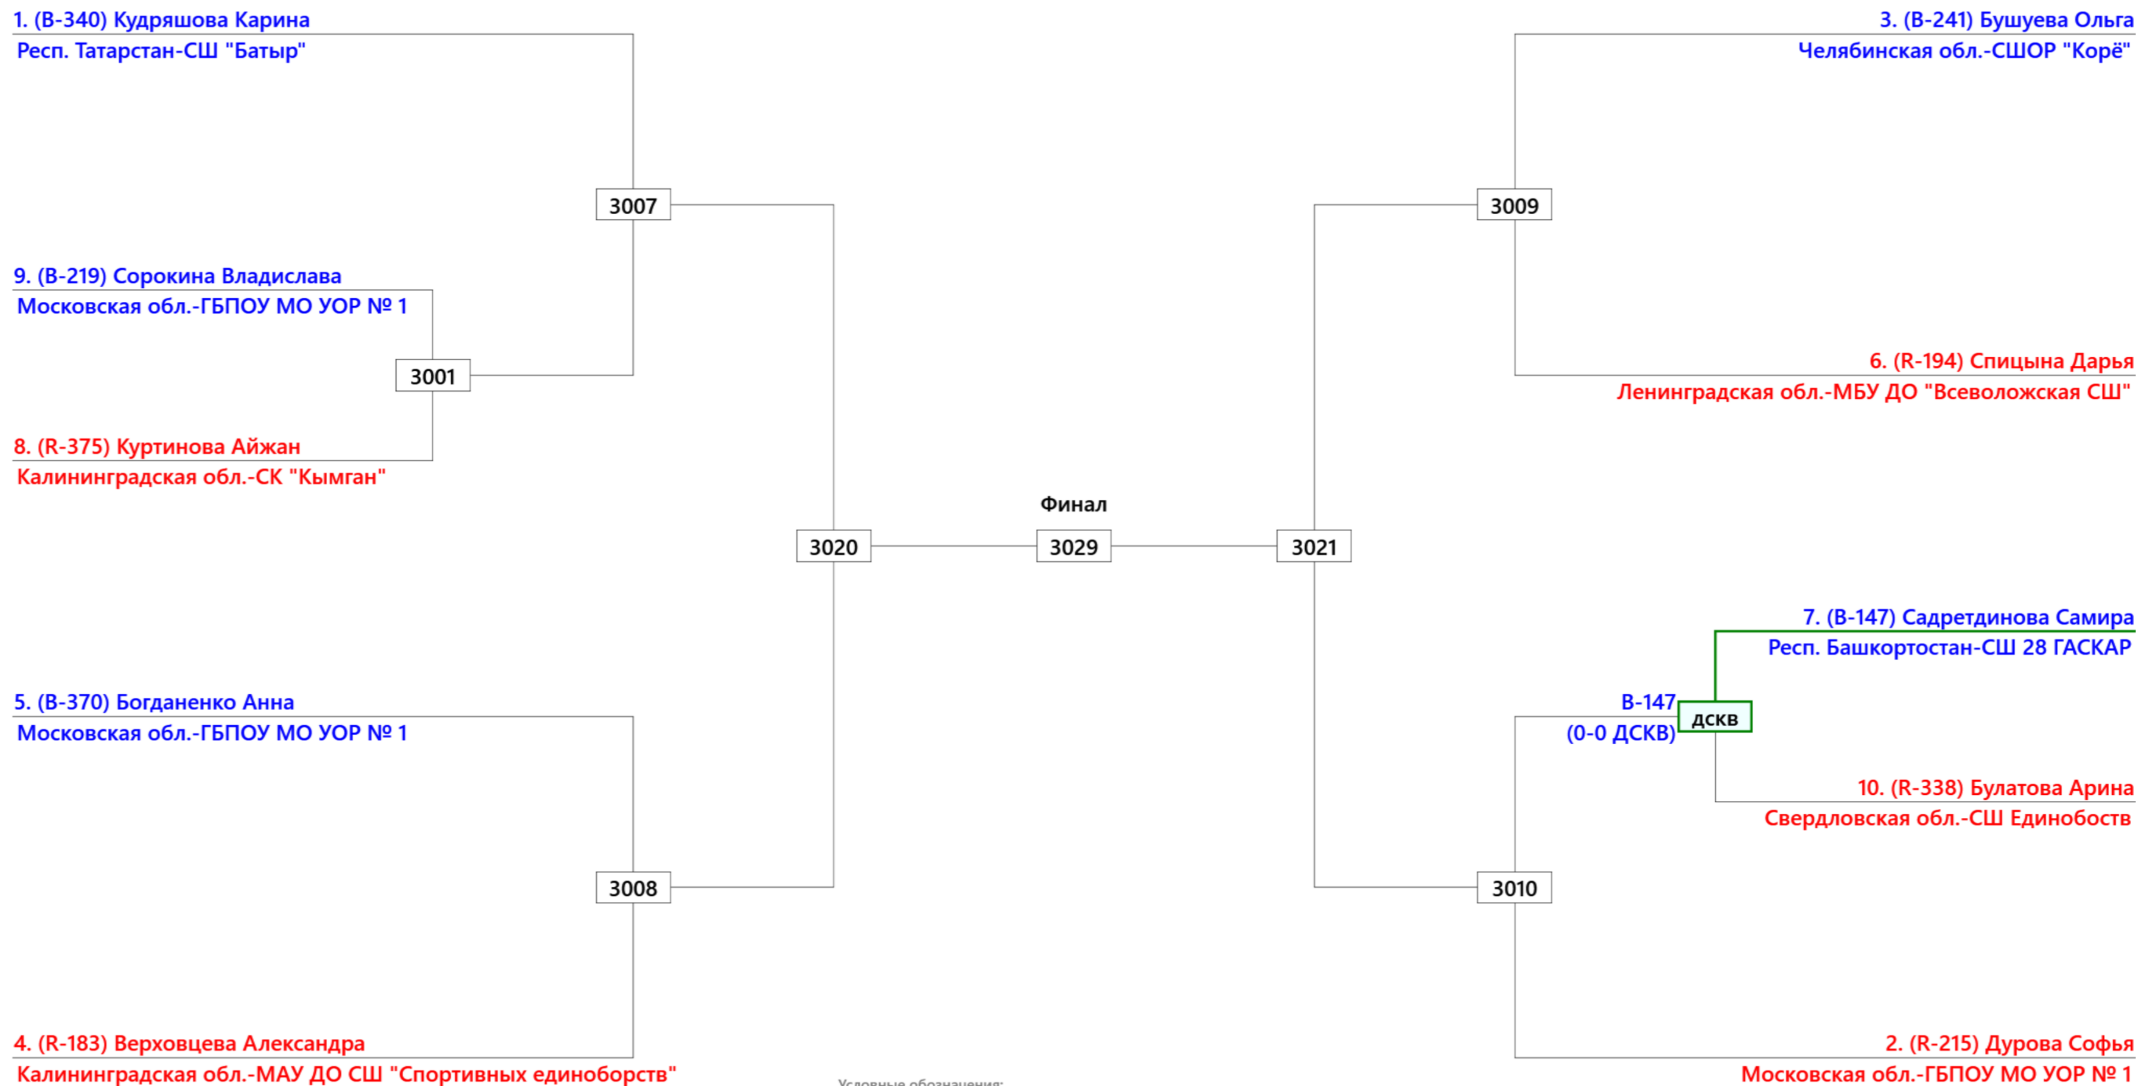 1. (B-340) Кудряшова Карина
Респ. Татарстан-СШ "Батыр"
3. (B-241) Бушуева Ольга
Челябинская обл.-СШОР "Корё"
3007
3009
9. (B-219) Сорокина Владислава
Московская обл.-ГБПОУ МО УОР № 1
3001
6. (R-194) Спицына Дарья
Ленинградская обл.-МБУ ДО "Всеволожская СШ"
8. (R-375) Куртинова Айжан
Калининградская обл.-СК "Кымган"
Финал
3020
3029
3021
7. (B-147) Садретдинова Самира
Респ. Башкортостан-СШ 28 ГАСКАР
5. (B-370) Богданенко Анна
Московская обл.-ГБПОУ МО УОР № 1
B-147
(0-0 ДСКВ)
дскв
10. (R-338) Булатова Арина
Свердловская обл.-СШ Единобоств
3008
3010
4. (R-183) Верховцева Александра
Калининградская обл.-МАУ ДО СШ "Спортивных единоборств"
2. (R-215) Дурова Софья
Московская обл.-ГБПОУ МО УОР № 1
Условные обозначения: